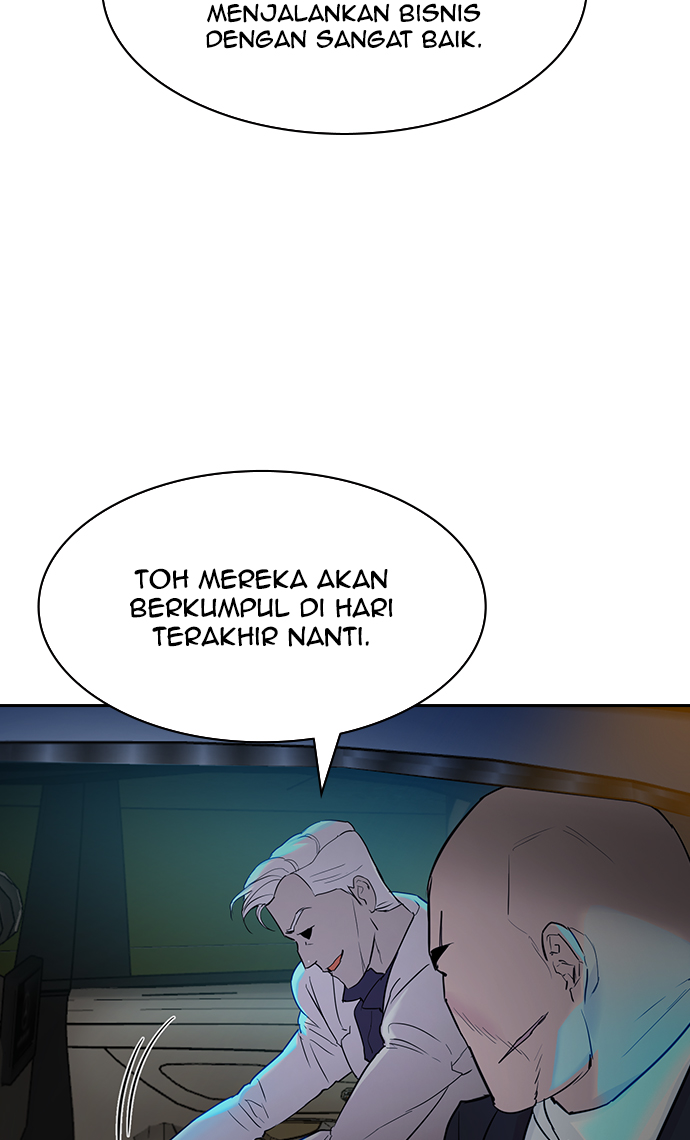 MENJALANKAN BISNIS
DENGAN SANGAT BAIK.
TOH MEREKA AKAN
BERKUMPUL DI HARI
TERAKHIR NANTI.